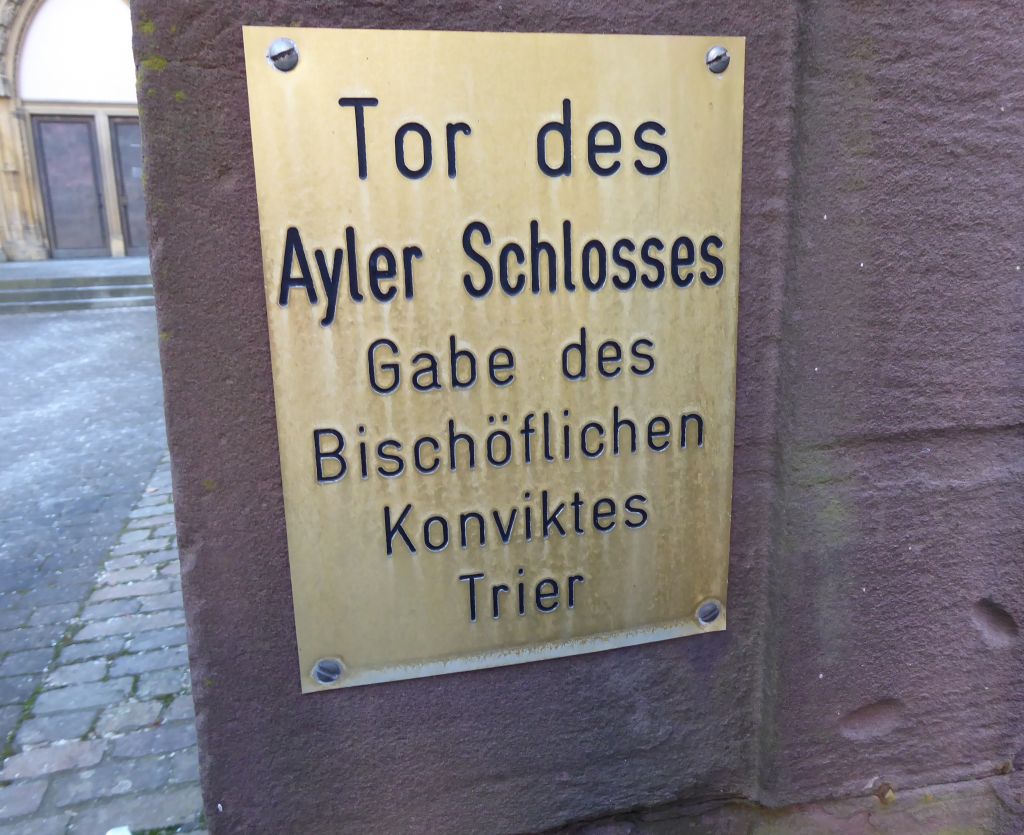 Tor des
Ayler Schlosses
Gabe des
Bischöflichen
Konviktes
Trier